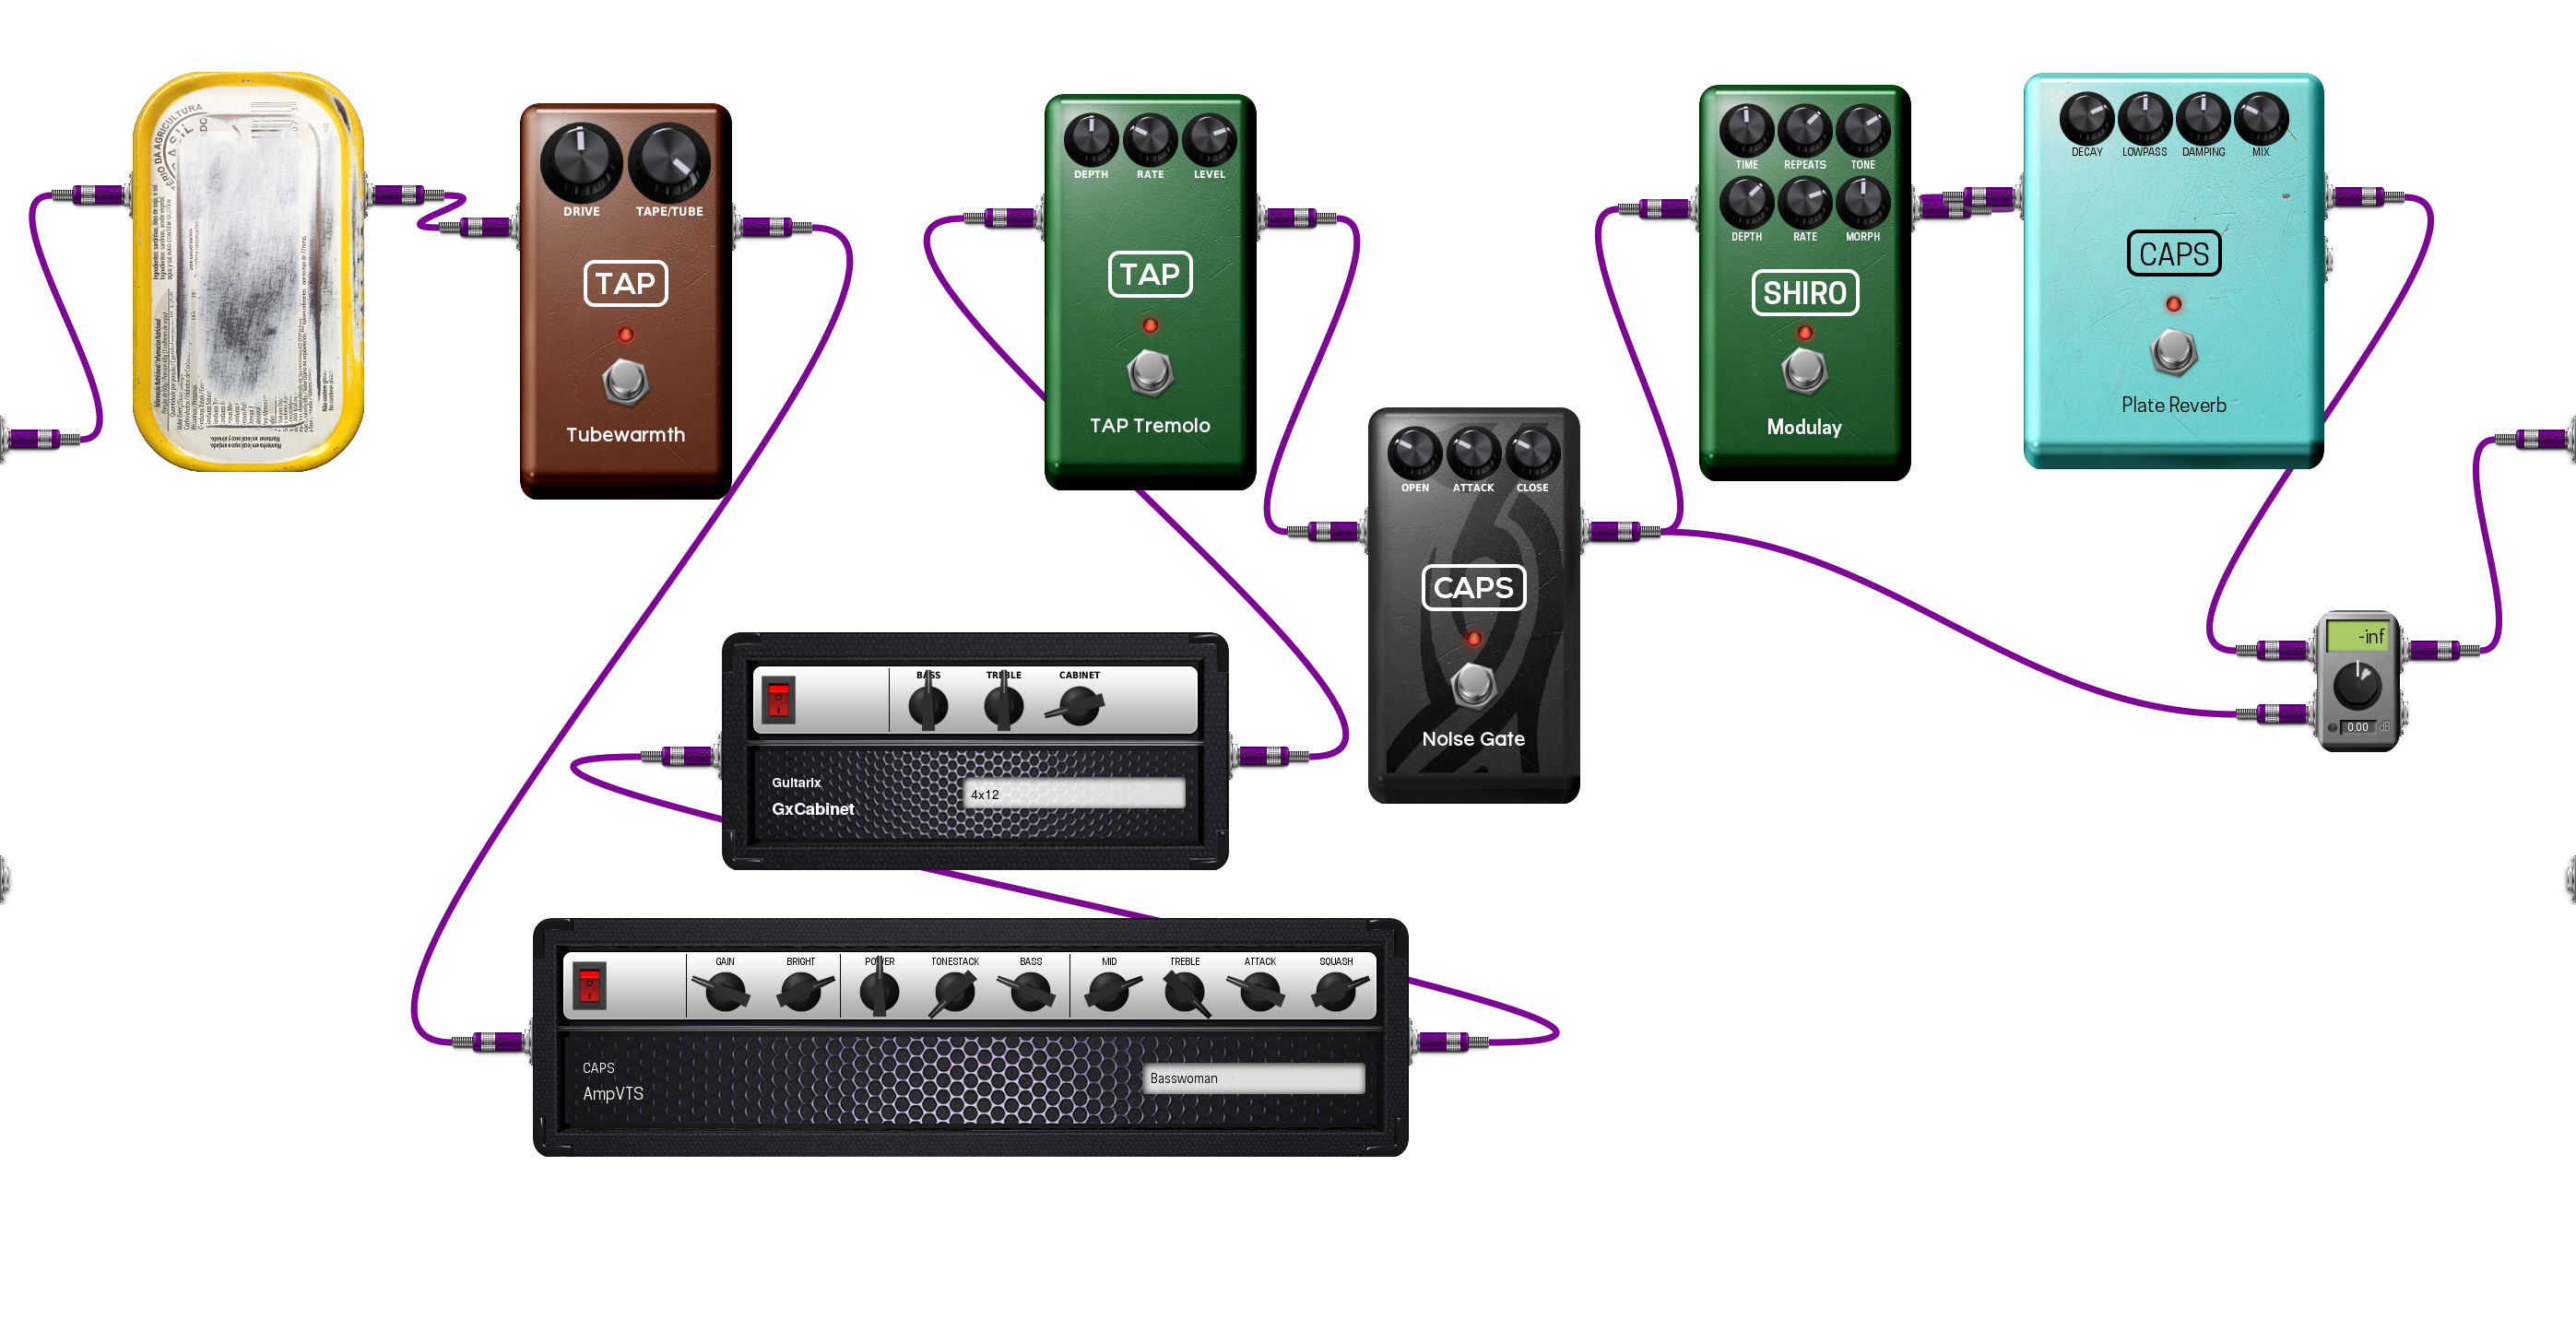 DRIVE TAPE/TUBE
TAP
Tubewarmth
DEPTH RATE LEVEL
TAP
TAP Tremolo
OPEN ATTACK CLOSE
CAPS
Noise Gate
TIME REPEATS TONE
DEPTH RATE MORPH
SHIRO
Modulay
DECAY LOWPASS DAMPING MIX
CAPS
Plate Reverb
-inf
0.00 dB
BASS TREBLE CABINET
Guitarix
GxCabinet
4x12
GAIN BRIGHT POWER TONESTACK BASS MID TREBLE ATTACK SQUASH
CAPS
AmpVTS
Basswoman